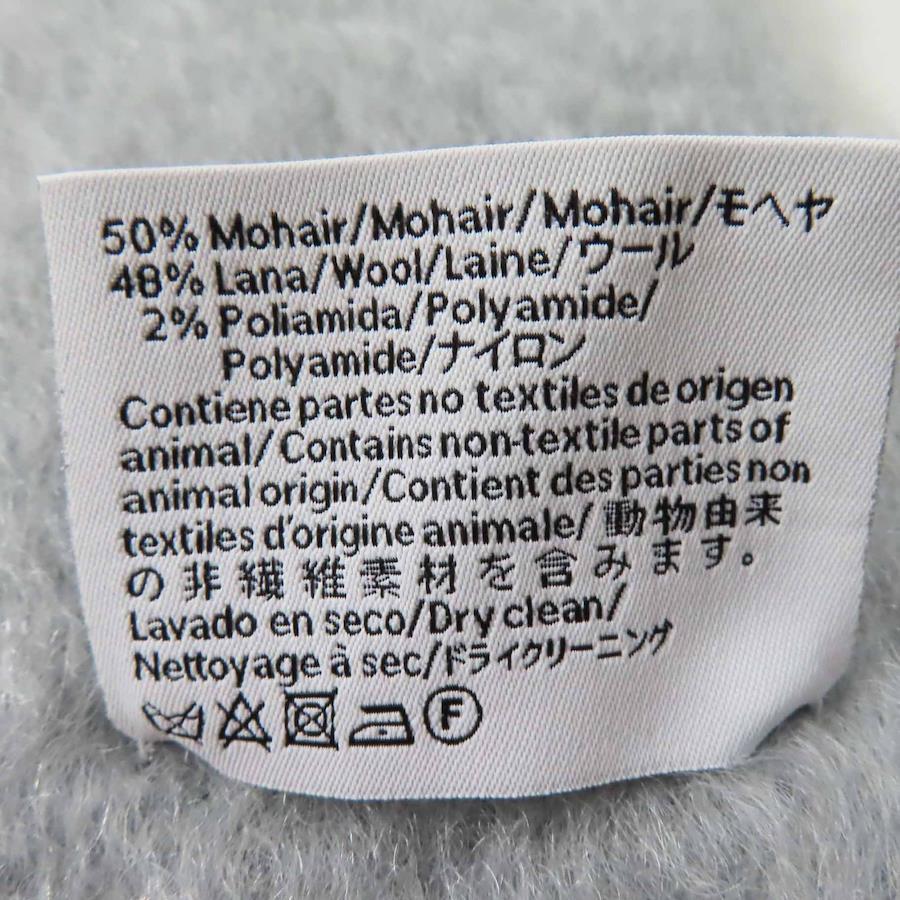 50% Mohair/Mohair/Mohair/モヘヤ
48% Lana/Wool/Laine/ウール
2% Poliamida/Polyamide/
Polyamide/ナイロン
Contiene partes no textiles de origen
animal/Contains non-textile parts of
animal origin/Contient des parties non
textiles d'origine animale/動物由来
の非繊維素材を含みます。
Lavado en seco/Dry clean/
Nettoyage à sec/ドライクリーニング
F